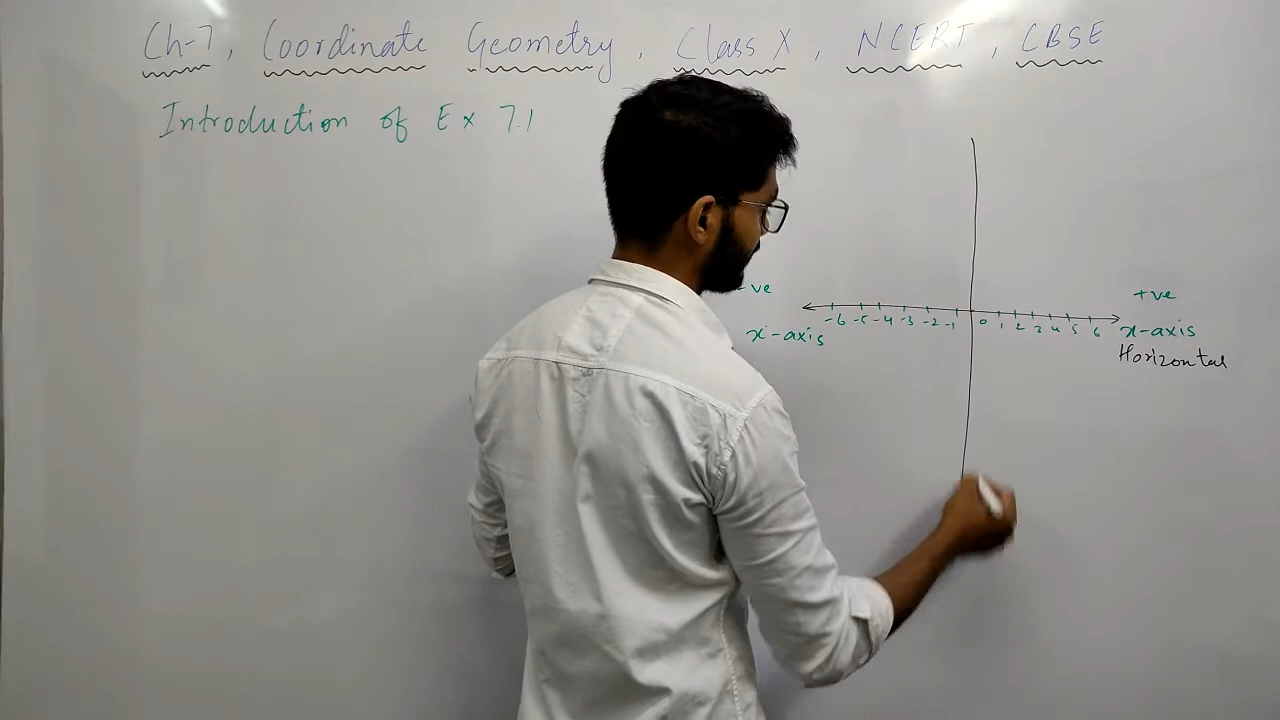 Ch-7, Coordinate Geometry, Class X, NCERT, CBSE
Introduction of Ex 7.1
-ve
+ve
-6 -5 -4 -3 -2 -1 0 1 2 3 4 5 6
x-axis
x-axis
Horizontal